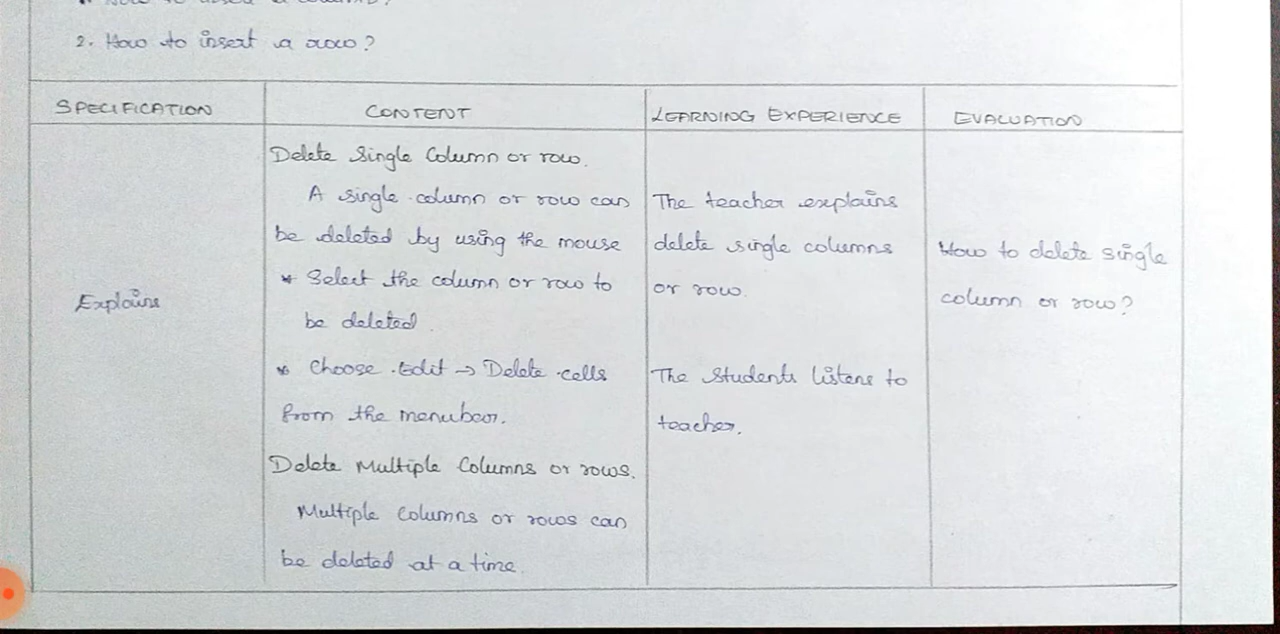 2. How to insert a row?
SPECIFICATION
CONTENT
LEARNING EXPERIENCE
EVALUATION
Explains
Delete Single Column or row.
A single column or row can
be deleted by using the mouse
* Select the column or row to
be deleted.
* Choose Edit → Delete cells
from the menubar.
Delete Multiple Columns or rows.
Multiple Columns or rows can
be deleted at a time.
The teacher explains
delete single columns
or row.
The students listens to
teacher.
How to delete single
column or row?